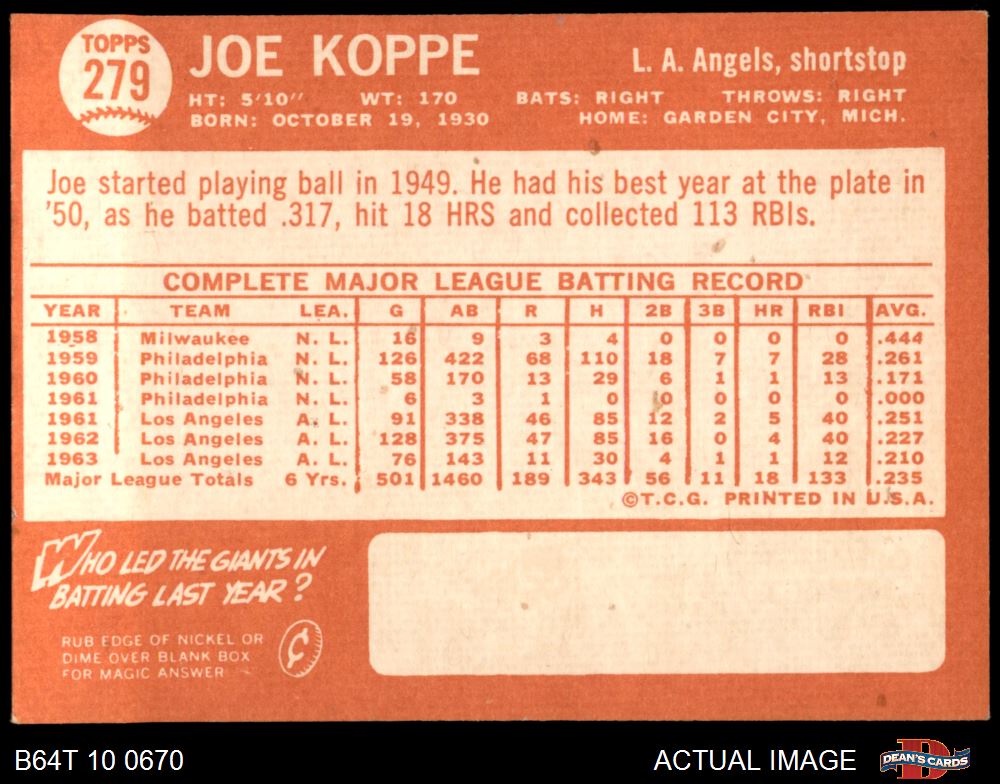 TOPPS
279
JOE KOPPE
L. A. Angels, shortstop
HT: 5'10" WT: 170 BATS: RIGHT THROWS: RIGHT
BORN: OCTOBER 19, 1930 HOME: GARDEN CITY, MICH.
Joe started playing ball in 1949. He had his best year at the plate in
'50, as he batted .317, hit 18 HRS and collected 113 RBIs.
COMPLETE MAJOR LEAGUE BATTING RECORD
YEAR TEAM LEA. G AB R H 2B 3B HR RBI AVG.
1958 Milwaukee N. L. 16 9 3 4 0 0 0 0 .444
1959 Philadelphia N. L. 126 422 68 110 18 7 7 28 .261
1960 Philadelphia N. L. 58 170 13 29 6 1 1 13 .171
1961 Philadelphia N. L. 6 3 1 0 0 0 0 0 .000
1961 Los Angeles A. L. 91 338 46 85 12 2 5 40 .251
1962 Los Angeles A. L. 128 375 47 85 16 0 4 40 .227
1963 Los Angeles A. L. 76 143 11 30 4 1 1 12 .210
Major League Totals 6 Yrs. 501 1460 189 343 56 11 18 133 .235
©T.C.G. PRINTED IN U.S.A.
WHO LED THE GIANTS IN
BATTING LAST YEAR?
RUB EDGE OF NICKEL OR
DIME OVER BLANK BOX
FOR MAGIC ANSWER
¢
B64T 10 0670 ACTUAL IMAGE DEAN'S CARDS